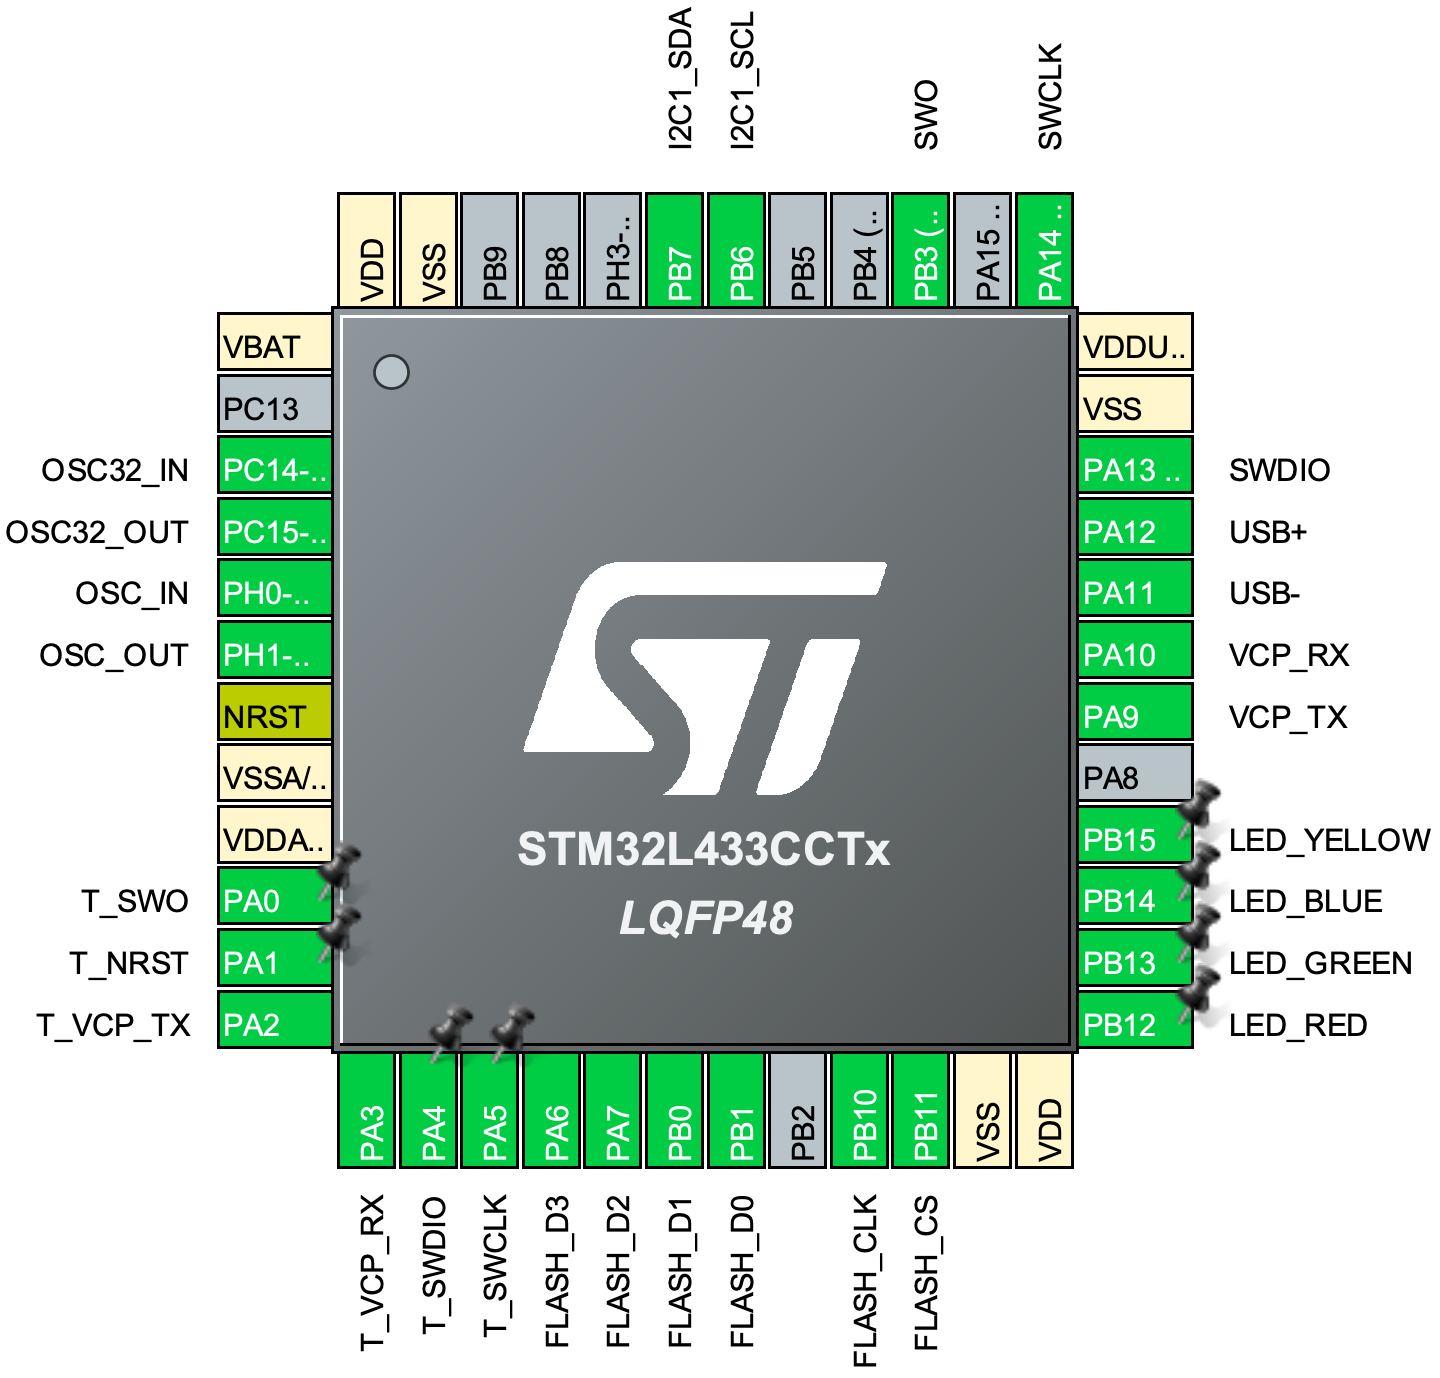 I2C1_SDA
I2C1_SCL
SWO
SWCLK
VDD
VSS
PB9
PB8
PH3-..
PB7
PB6
PB5
PB4 (..
PB3 (..
PA15 ..
PA14 ..
VBAT
PC13
OSC32_IN PC14-..
OSC32_OUT PC15-..
OSC_IN PH0-..
OSC_OUT PH1-..
NRST
VSSA/..
VDDA..
T_SWO PA0
T_NRST PA1
T_VCP_TX PA2
ST
STM32L433CCTx
LQFP48
VDDU..
VSS
PA13 .. SWDIO
PA12 USB+
PA11 USB-
PA10 VCP_RX
PA9 VCP_TX
PA8
PB15 LED_YELLOW
PB14 LED_BLUE
PB13 LED_GREEN
PB12 LED_RED
PA3
PA4
PA5
PA6
PA7
PB0
PB1
PB2
PB10
PB11
VSS
VDD
T_VCP_RX
T_SWDIO
T_SWCLK
FLASH_D3
FLASH_D2
FLASH_D1
FLASH_D0
FLASH_CLK
FLASH_CS